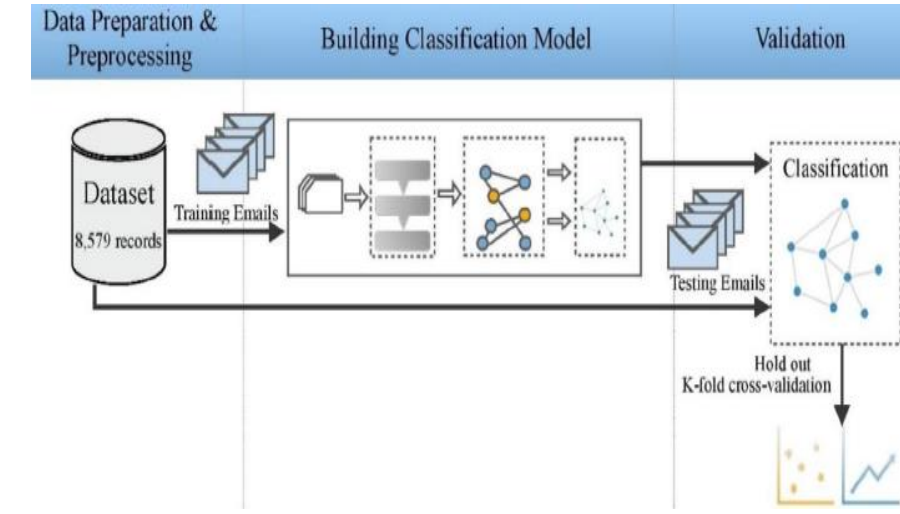 Data Preparation &
Preprocessing
Building Classification Model
Validation
Dataset
8,579 records
Training Emails
Testing Emails
Classification
Hold out
K-fold cross-validation